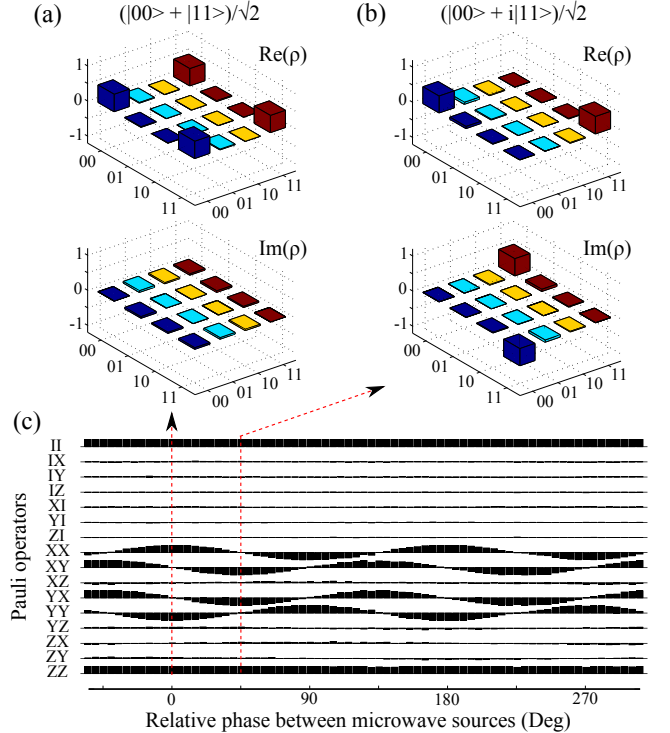 (a) (|00> + |11>)/√2
Re(ρ)
1
0
-1
00
01
10
11
00
01
10
11
(b) (|00> + i|11>)/√2
Re(ρ)
1
0
-1
00
01
10
11
00
01
10
11
Im(ρ)
1
0
-1
00
01
10
11
00
01
10
11
Im(ρ)
1
0
-1
00
01
10
11
00
01
10
11
(c)
Pauli operators
II
IX
IY
IZ
XI
YI
ZI
XX
XY
XZ
YX
YY
YZ
ZX
ZY
ZZ
0 90 180 270
Relative phase between microwave sources (Deg)